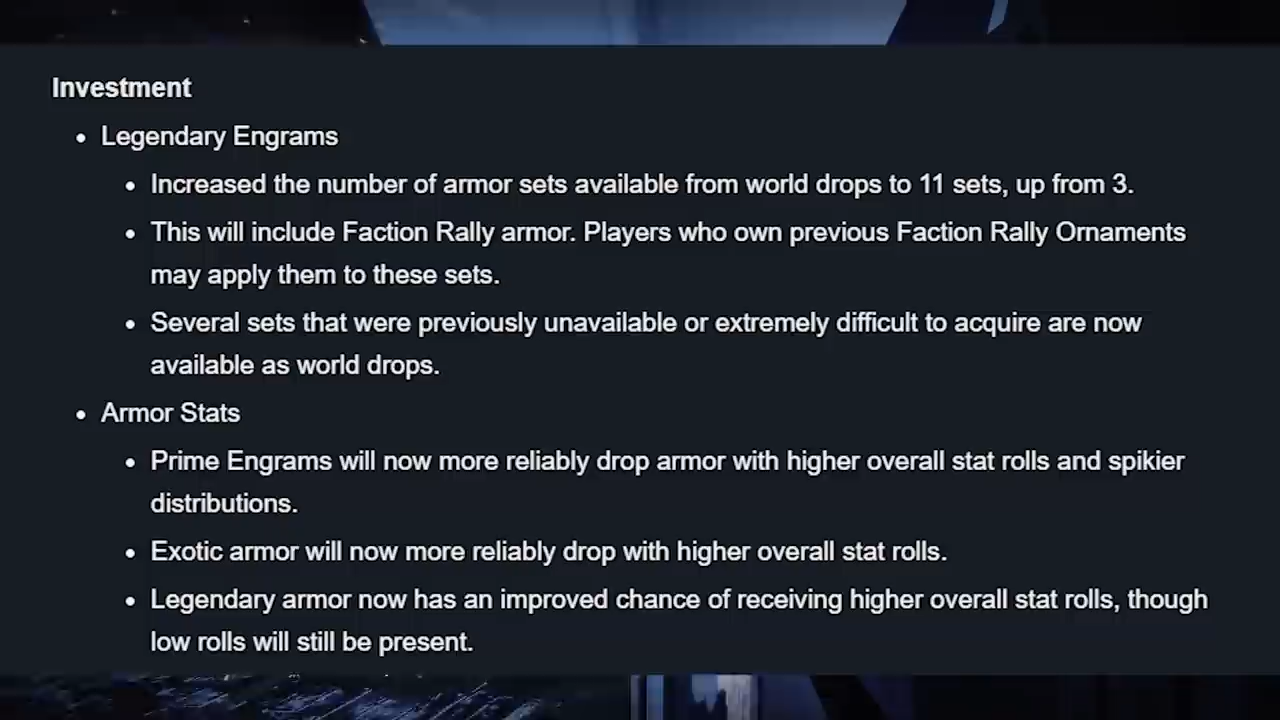 Investment
Legendary Engrams
Increased the number of armor sets available from world drops to 11 sets, up from 3.
This will include Faction Rally armor. Players who own previous Faction Rally Ornaments
may apply them to these sets.
Several sets that were previously unavailable or extremely difficult to acquire are now
available as world drops.
Armor Stats
Prime Engrams will now more reliably drop armor with higher overall stat rolls and spikier
distributions.
Exotic armor will now more reliably drop with higher overall stat rolls.
Legendary armor now has an improved chance of receiving higher overall stat rolls, though
low rolls will still be present.